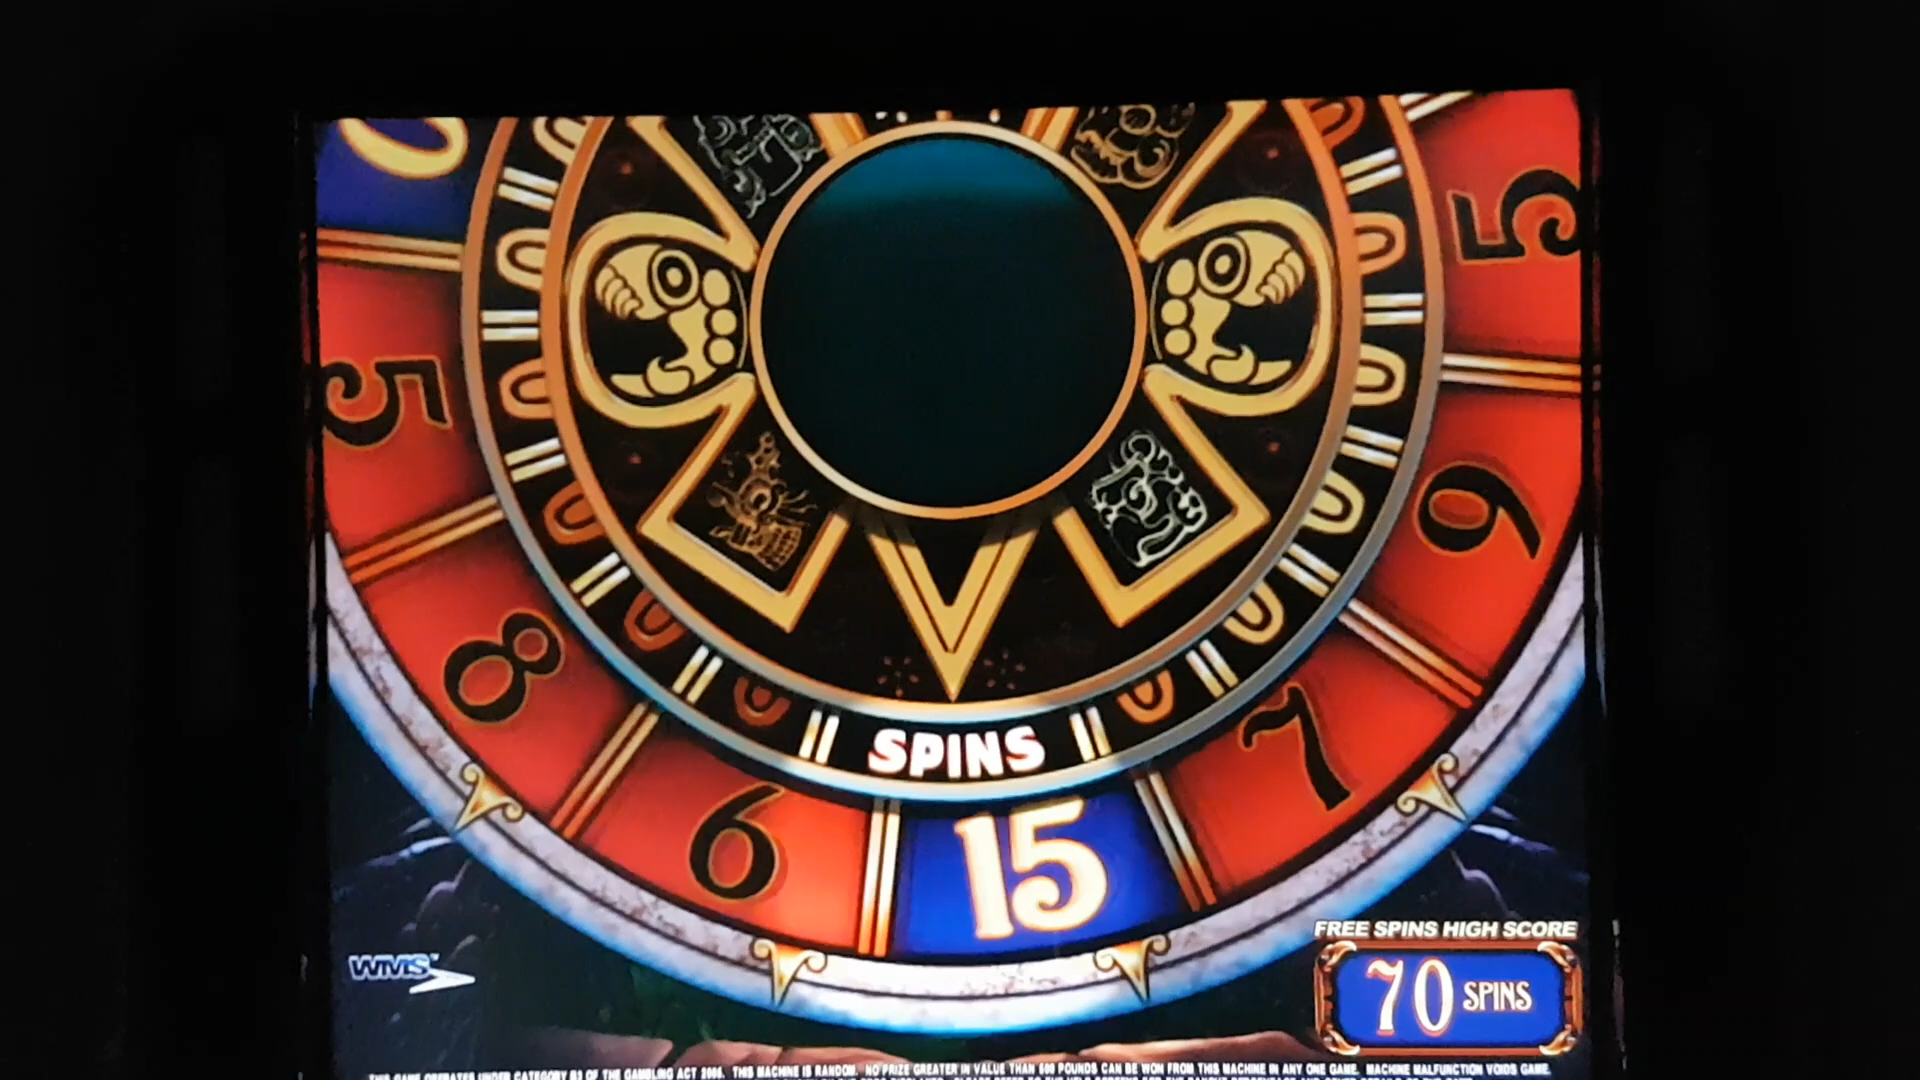 5
5
9
8
7
SPINS
6
15
FREE SPINS HIGH SCORE
WMS
70 SPINS
THIS GAME OPERATES UNDER CATEGORY B3 OF THE GAMBLING ACT 2005. THIS MACHINE IS RANDOM. NO PRIZE GREATER IN VALUE THAN 500 POUNDS CAN BE WON FROM THIS MACHINE IN ANY ONE GAME. MACHINE MALFUNCTION VOIDS GAME.